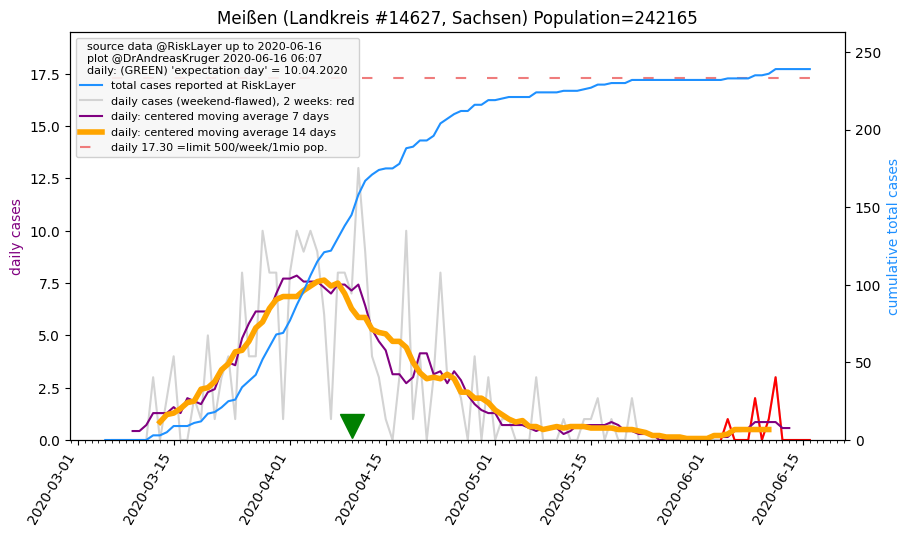 Meißen (Landkreis #14627, Sachsen) Population=242165
source data @RiskLayer up to 2020-06-16
plot @DrAndreasKruger 2020-06-16 06:07
daily: (GREEN) 'expectation day' = 10.04.2020
total cases reported at RiskLayer
daily cases (weekend-flawed), 2 weeks: red
daily: centered moving average 7 days
daily: centered moving average 14 days
daily 17.30 =limit 500/week/1mio pop.
daily cases
17.5
15.0
12.5
10.0
7.5
5.0
2.5
0.0
250
200
150
100
50
0
cumulative total cases
2020-03-01
2020-03-15
2020-04-01
2020-04-15
2020-05-01
2020-05-15
2020-06-01
2020-06-15